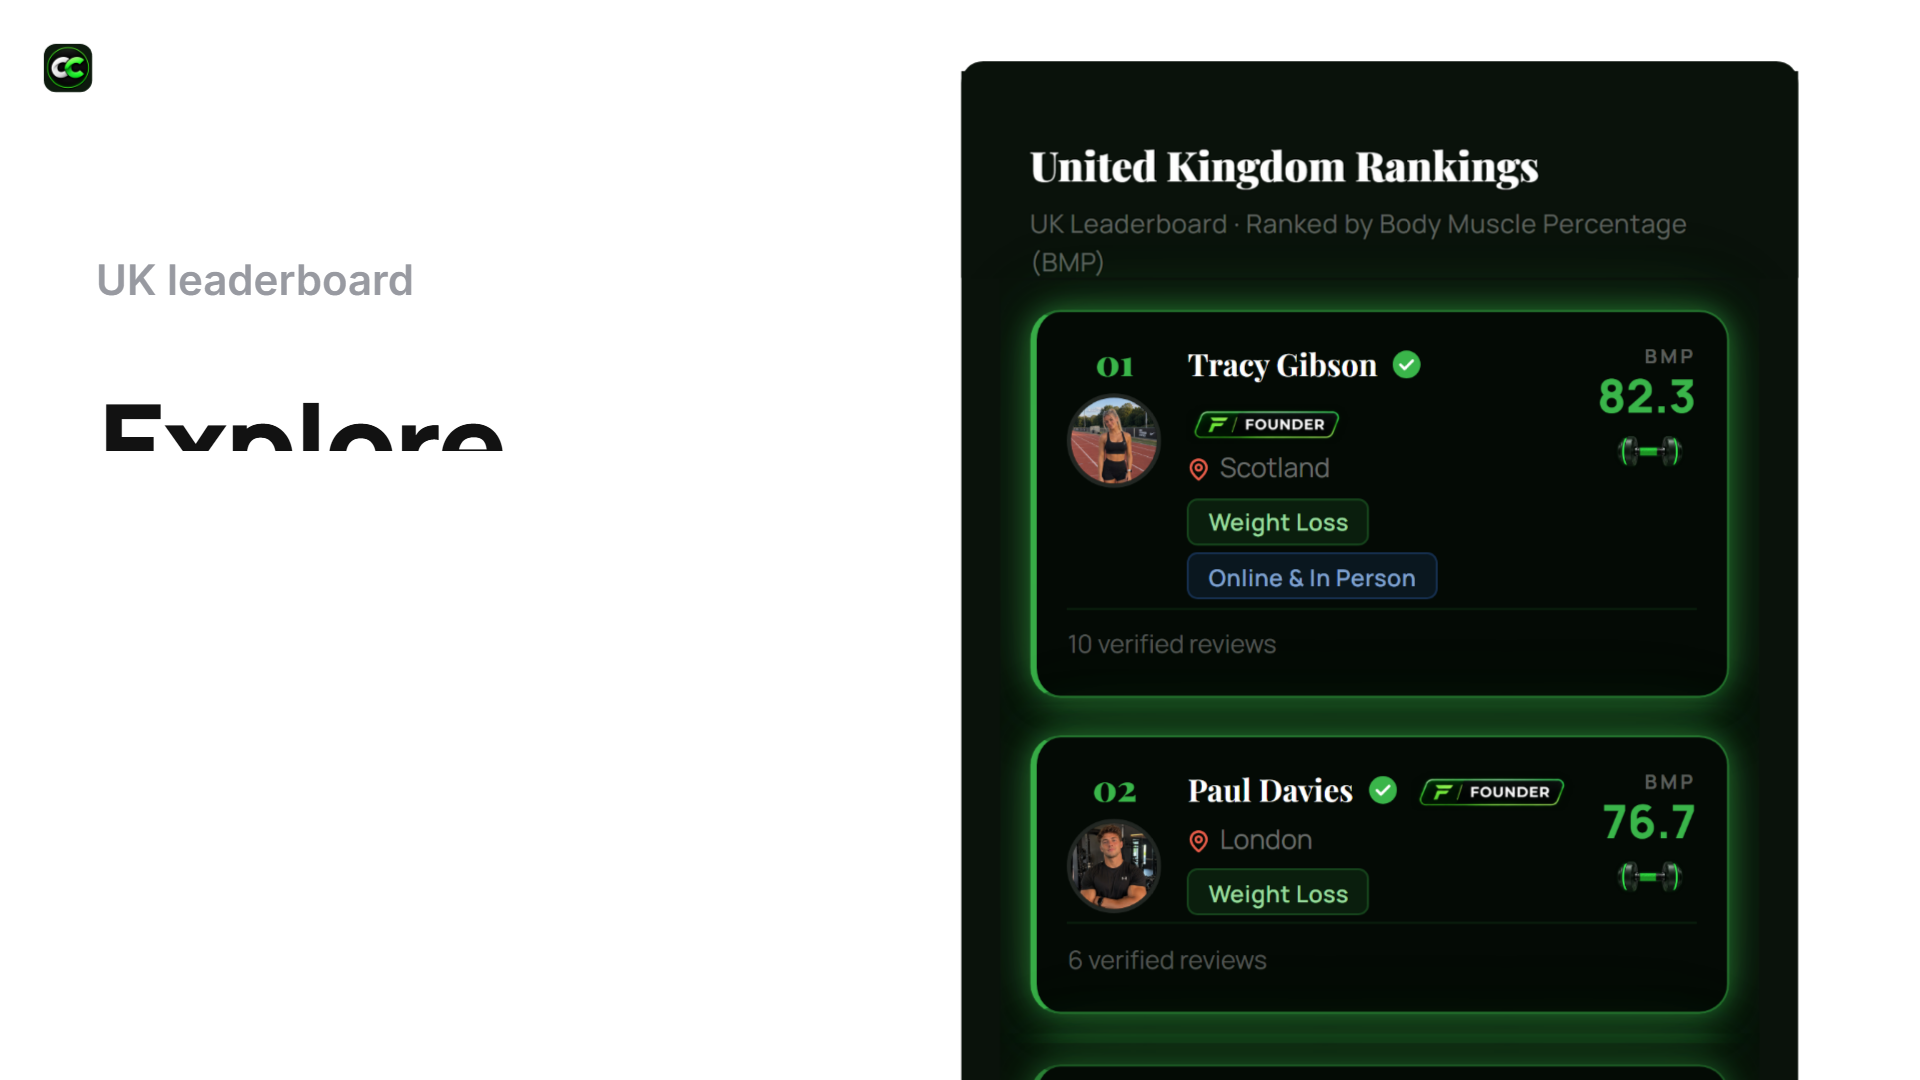 CC
UK leaderboard
Explore
United Kingdom Rankings
UK Leaderboard · Ranked by Body Muscle Percentage
(BMP)
01
Tracy Gibson
FOUNDER
Scotland
Weight Loss
Online & In Person
BMP
82.3
10 verified reviews
02
Paul Davies
F FOUNDER
London
Weight Loss
BMP
76.7
6 verified reviews